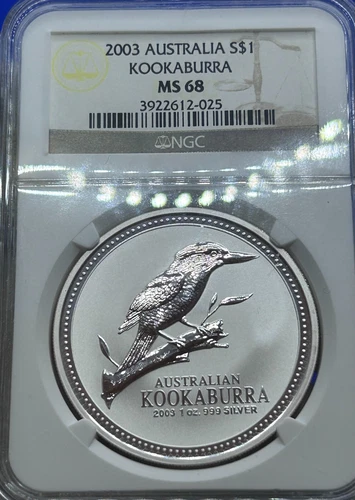 2003 AUSTRALIA S$1
KOOKABURRA
MS 68
3922612-025
NGC
AUSTRALIAN
KOOKABURRA
2003 1 oz. 999 SILVER